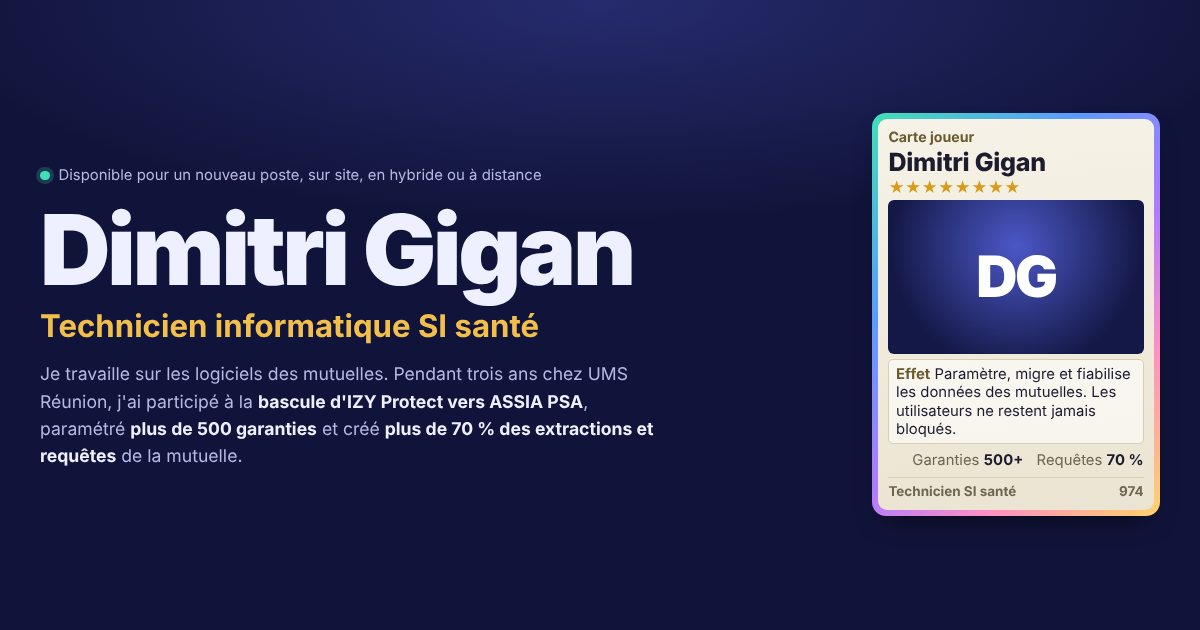 Disponible pour un nouveau poste, sur site, en hybride ou à distance
Dimitri Gigan
Technicien informatique SI santé
Je travaille sur les logiciels des mutuelles. Pendant trois ans chez UMS
Réunion, j'ai participé à la bascule d'IZY Protect vers ASSIA PSA,
paramétré plus de 500 garanties et créé plus de 70 % des extractions et
requêtes de la mutuelle.
Carte joueur
Dimitri Gigan
★★★★★★★★
DG
Effet Paramètre, migre et fiabilise
les données des mutuelles. Les
utilisateurs ne restent jamais
bloqués.
Garanties 500+ Requêtes 70 %
Technicien SI santé 974